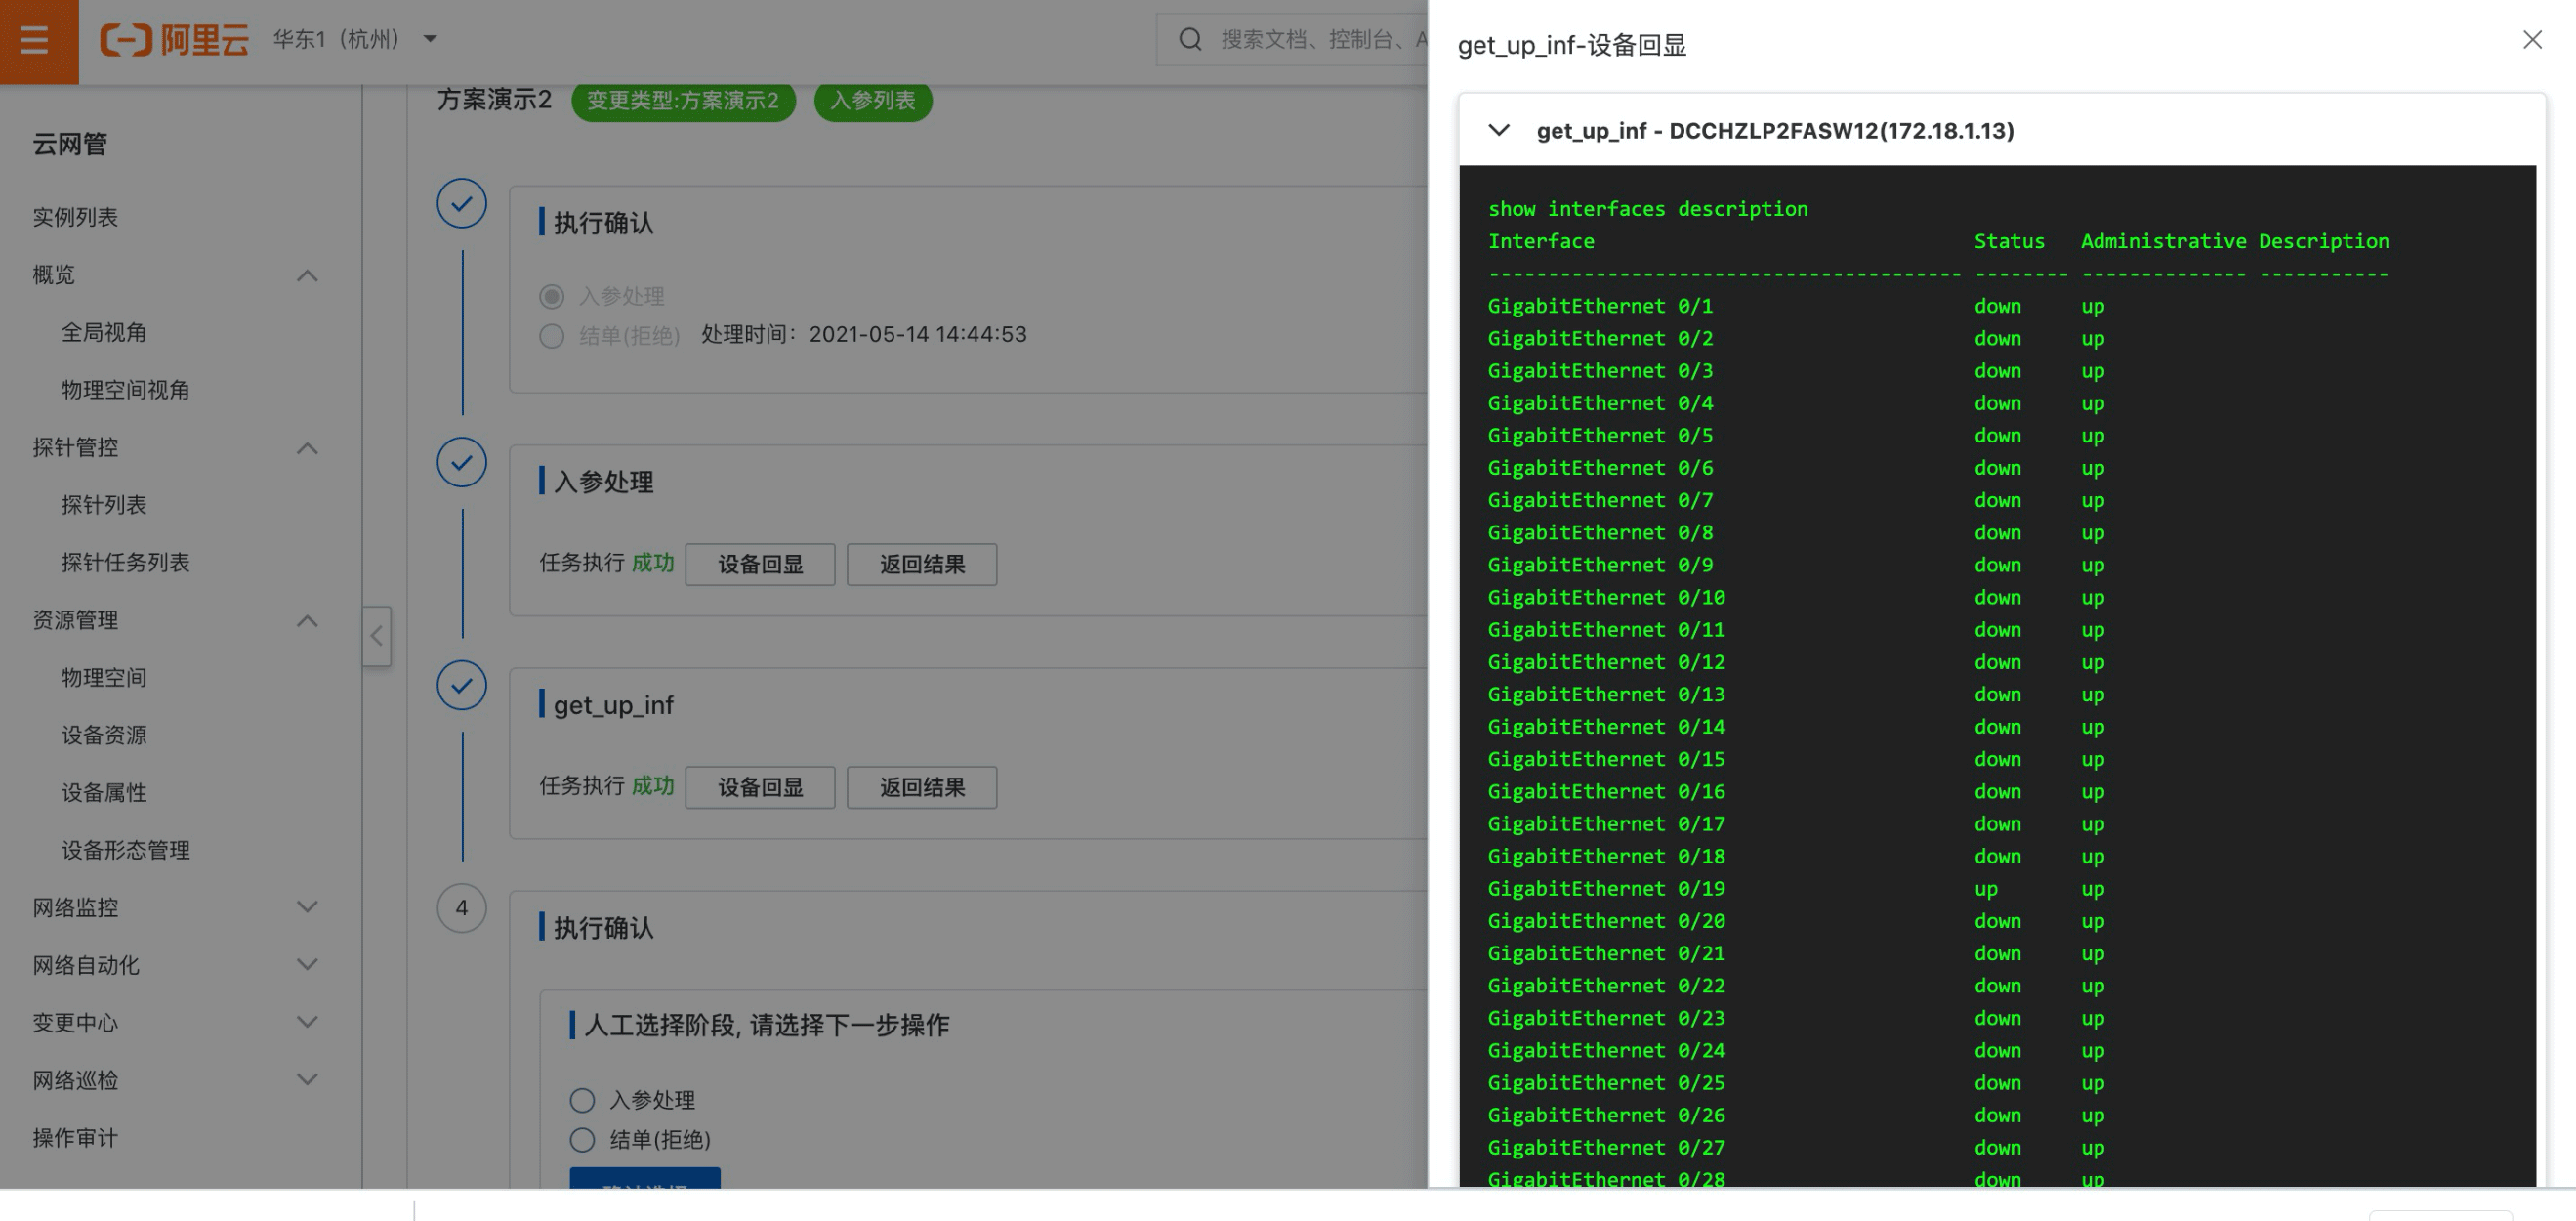 阿里云
华东1（杭州）
搜索文档、控制台、A
云网管
实例列表
概览
全局视角
物理空间视角
探针管控
探针列表
探针任务列表
资源管理
物理空间
设备资源
设备属性
设备形态管理
网络监控
网络自动化
变更中心
网络巡检
操作审计
方案演示2
变更类型:方案演示2
入参列表
执行确认
入参处理
结单(拒绝) 处理时间：2021-05-14 14:44:53
入参处理
任务执行 成功 设备回显 返回结果
get_up_inf
任务执行 成功 设备回显 返回结果
4
执行确认
人工选择阶段, 请选择下一步操作
入参处理
结单(拒绝)
get_up_inf-设备回显
get_up_inf - DCCHZLP2FASW12(172.18.1.13)
show interfaces description
Interface Status Administrative Description
---------------------------------------- -------- -------------- -----------
GigabitEthernet 0/1 down up
GigabitEthernet 0/2 down up
GigabitEthernet 0/3 down up
GigabitEthernet 0/4 down up
GigabitEthernet 0/5 down up
GigabitEthernet 0/6 down up
GigabitEthernet 0/7 down up
GigabitEthernet 0/8 down up
GigabitEthernet 0/9 down up
GigabitEthernet 0/10 down up
GigabitEthernet 0/11 down up
GigabitEthernet 0/12 down up
GigabitEthernet 0/13 down up
GigabitEthernet 0/14 down up
GigabitEthernet 0/15 down up
GigabitEthernet 0/16 down up
GigabitEthernet 0/17 down up
GigabitEthernet 0/18 down up
GigabitEthernet 0/19 up up
GigabitEthernet 0/20 down up
GigabitEthernet 0/21 down up
GigabitEthernet 0/22 down up
GigabitEthernet 0/23 down up
GigabitEthernet 0/24 down up
GigabitEthernet 0/25 down up
GigabitEthernet 0/26 down up
GigabitEthernet 0/27 down up
GigabitEthernet 0/28 down up